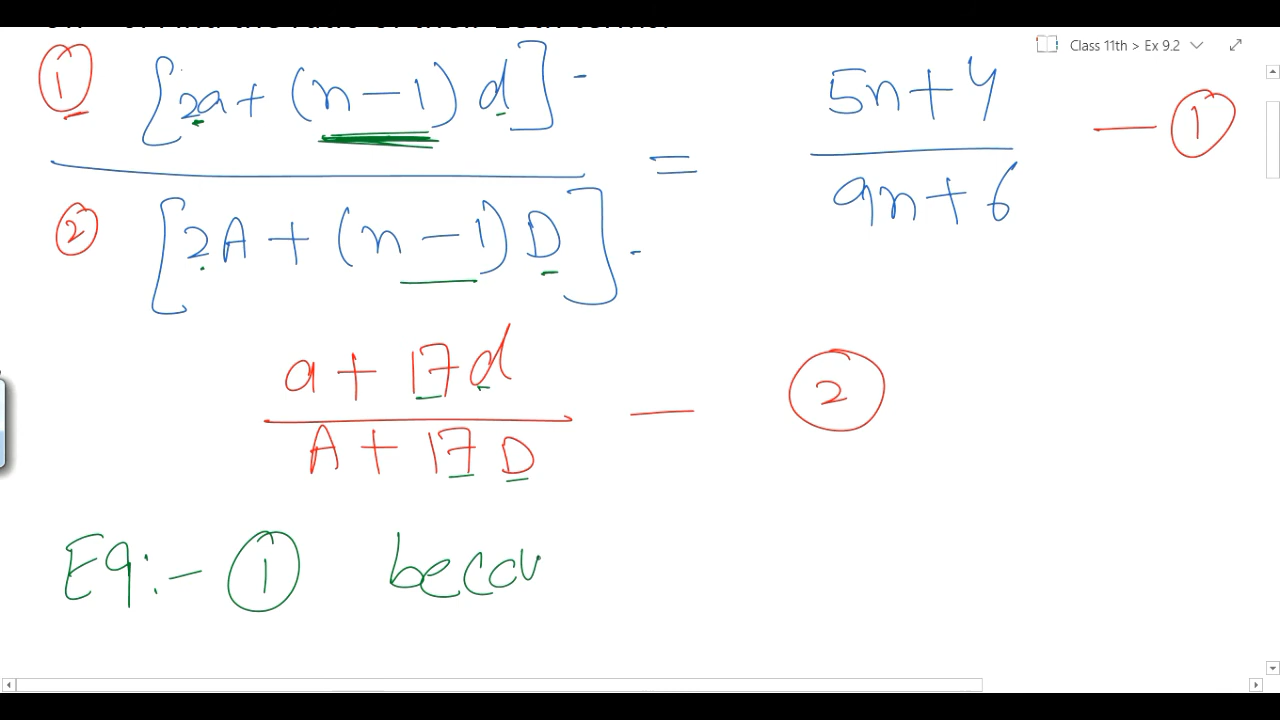 Class 11th > Ex 9.2
① [2a + (n - 1) d] = 5n + 4 — ①
② [2A + (n - 1) D] 9n + 6
a + 17d — ②
A + 17D
Eq:- ① becou